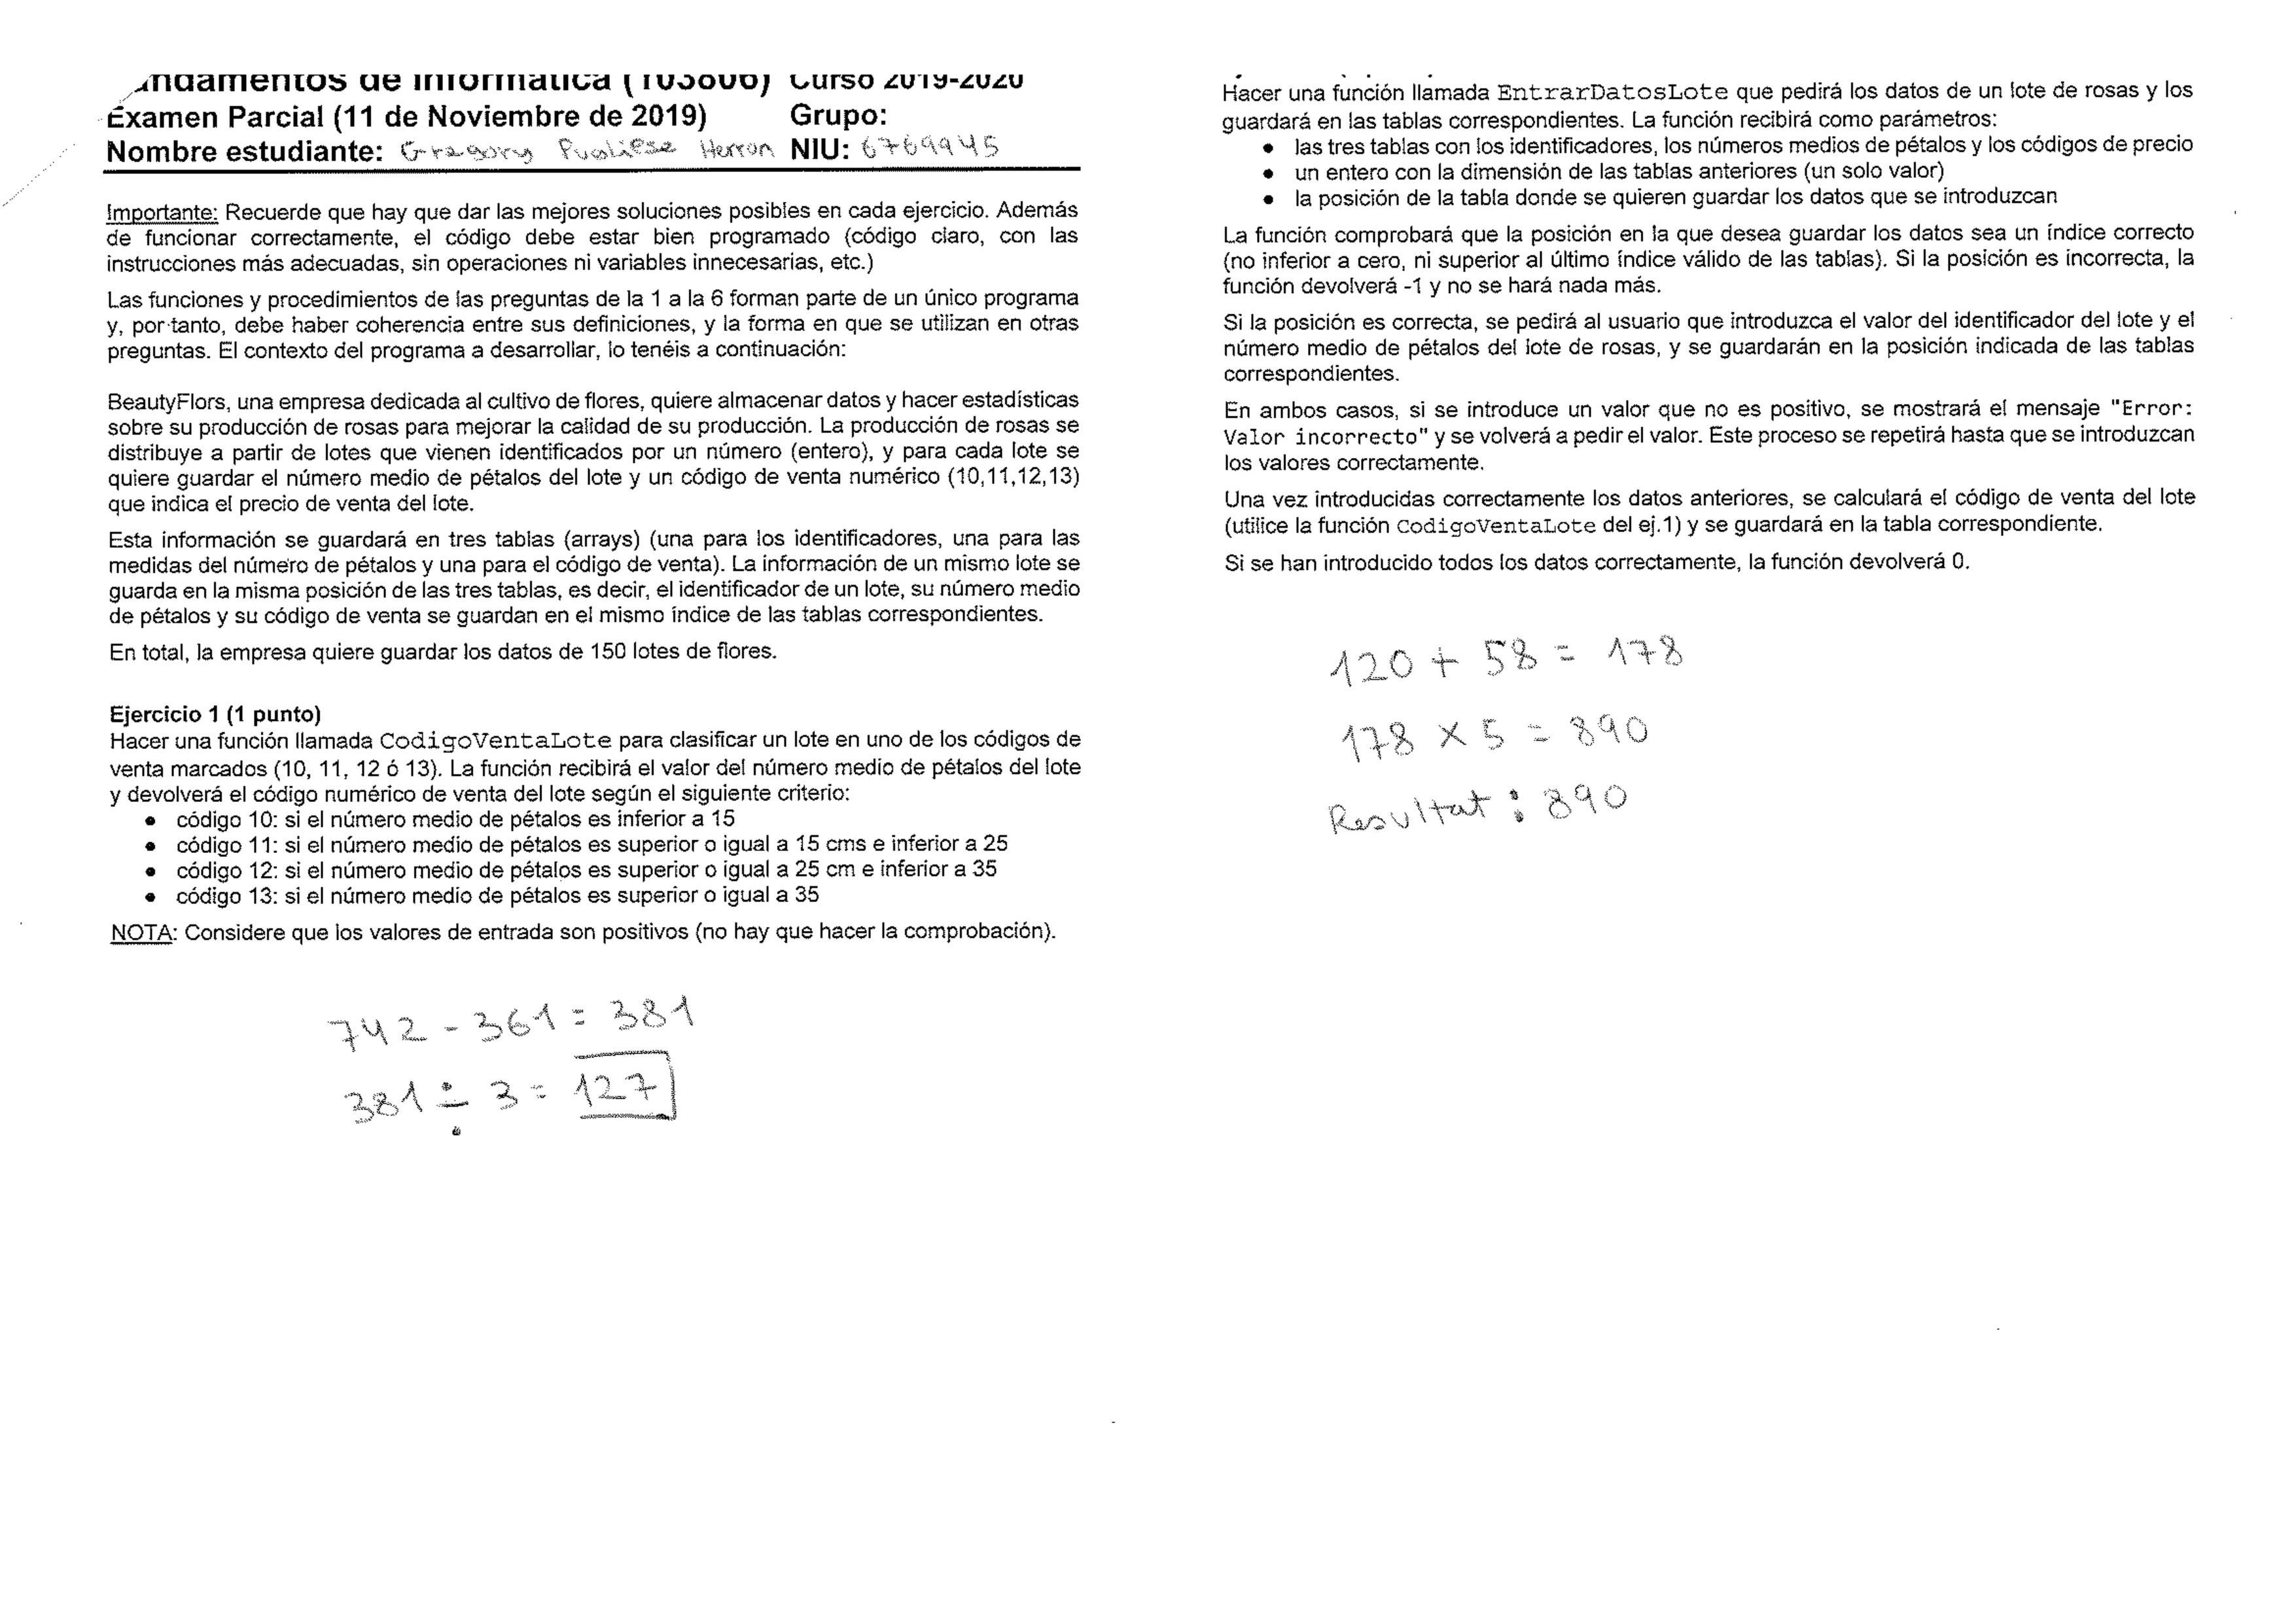 Fundamentos de Informática (103806) Curso 2019-2020
Examen Parcial (11 de Noviembre de 2019) Grupo:
Nombre estudiante: Gregory Pugliese Herron NIU: 6769945
Importante: Recuerde que hay que dar las mejores soluciones posibles en cada ejercicio. Además
de funcionar correctamente, el código debe estar bien programado (código claro, con las
instrucciones más adecuadas, sin operaciones ni variables innecesarias, etc.)
Las funciones y procedimientos de las preguntas de la 1 a la 6 forman parte de un único programa
y, por tanto, debe haber coherencia entre sus definiciones, y la forma en que se utilizan en otras
preguntas. El contexto del programa a desarrollar, lo tenéis a continuación:
BeautyFlors, una empresa dedicada al cultivo de flores, quiere almacenar datos y hacer estadísticas
sobre su producción de rosas para mejorar la calidad de su producción. La producción de rosas se
distribuye a partir de lotes que vienen identificados por un número (entero), y para cada lote se
quiere guardar el número medio de pétalos del lote y un código de venta numérico (10,11,12,13)
que indica el precio de venta del lote.
Esta información se guardará en tres tablas (arrays) (una para los identificadores, una para las
medidas del número de pétalos y una para el código de venta). La información de un mismo lote se
guarda en la misma posición de las tres tablas, es decir, el identificador de un lote, su número medio
de pétalos y su código de venta se guardan en el mismo índice de las tablas correspondientes.
En total, la empresa quiere guardar los datos de 150 lotes de flores.
Ejercicio 1 (1 punto)
Hacer una función llamada CodigoVentaLote para clasificar un lote en uno de los códigos de
venta marcados (10, 11, 12 ó 13). La función recibirá el valor del número medio de pétalos del lote
y devolverá el código numérico de venta del lote según el siguiente criterio:
• código 10: si el número medio de pétalos es inferior a 15
• código 11: si el número medio de pétalos es superior o igual a 15 cms e inferior a 25
• código 12: si el número medio de pétalos es superior o igual a 25 cm e inferior a 35
• código 13: si el número medio de pétalos es superior o igual a 35
NOTA: Considere que los valores de entrada son positivos (no hay que hacer la comprobación).
742 - 361 = 381
381 ÷ 3 = 127
Hacer una función llamada EntrarDatosLote que pedirá los datos de un lote de rosas y los
guardará en las tablas correspondientes. La función recibirá como parámetros:
• las tres tablas con los identificadores, los números medios de pétalos y los códigos de precio
• un entero con la dimensión de las tablas anteriores (un solo valor)
• la posición de la tabla donde se quieren guardar los datos que se introduzcan
La función comprobará que la posición en la que desea guardar los datos sea un índice correcto
(no inferior a cero, ni superior al último índice válido de las tablas). Si la posición es incorrecta, la
función devolverá -1 y no se hará nada más.
Si la posición es correcta, se pedirá al usuario que introduzca el valor del identificador del lote y el
número medio de pétalos del lote de rosas, y se guardarán en la posición indicada de las tablas
correspondientes.
En ambos casos, si se introduce un valor que no es positivo, se mostrará el mensaje "Error:
Valor incorrecto" y se volverá a pedir el valor. Este proceso se repetirá hasta que se introduzcan
los valores correctamente.
Una vez introducidas correctamente los datos anteriores, se calculará el código de venta del lote
(utilice la función CodigoVentaLote del ej.1) y se guardará en la tabla correspondiente.
Si se han introducido todos los datos correctamente, la función devolverá 0.
120 + 58 = 178
178 × 5 = 890
Resultat : 890